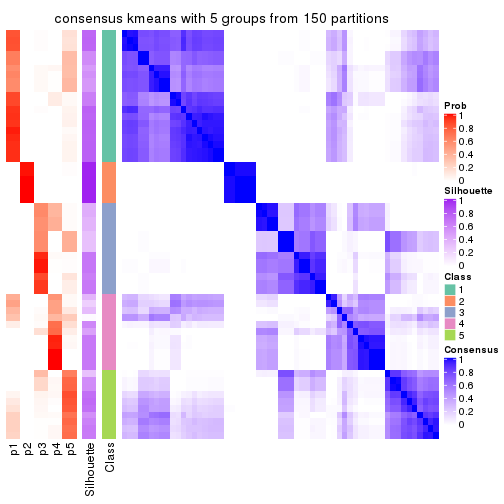 consensus kmeans with 5 groups from 150 partitions
Prob
1
0.8
0.6
0.4
0.2
0
Silhouette
1
0.8
0.6
0.4
0.2
0
Class
1
2
3
4
5
Consensus
1
0.8
0.6
0.4
0.2
0
p1
p2
p3
p4
p5
Silhouette
Class